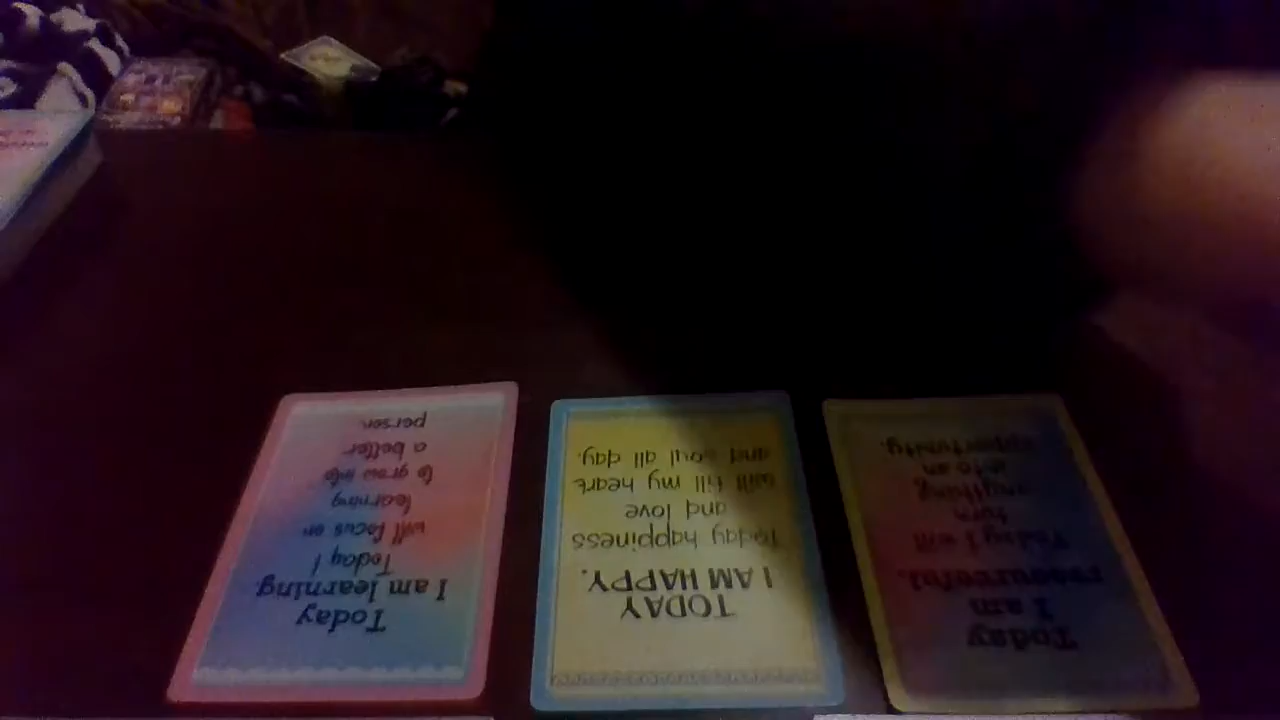 Today
I am learning.
Today I
will focus on
learning
to grow into
a better
person.
TODAY
I AM HAPPY.
Today happiness
and love
will fill my heart
and soul all day.
Today
I am
resourceful.
Today I will
turn
anything
into an
opportunity.